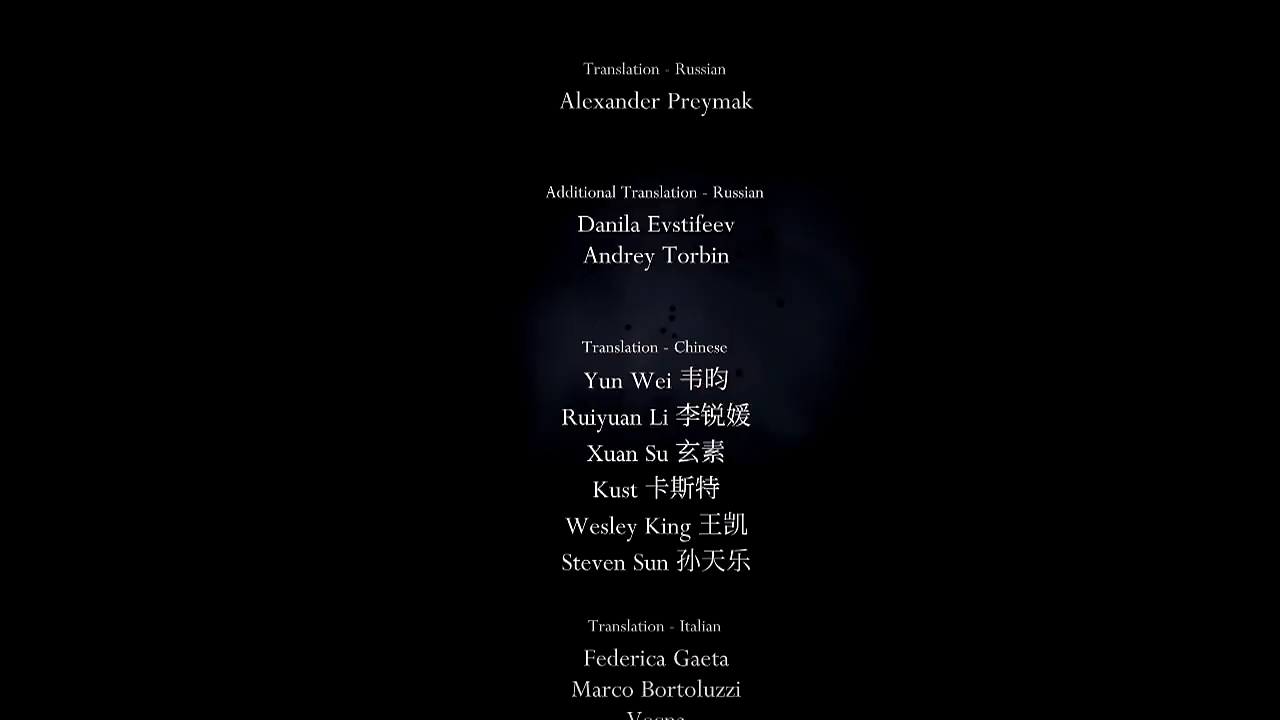 Translation - Russian
Alexander Preymak
Additional Translation - Russian
Danila Evstifeev
Andrey Torbin
Translation - Chinese
Yun Wei 韦昀
Ruiyuan Li 李锐媛
Xuan Su 玄素
Kust 卡斯特
Wesley King 王凯
Steven Sun 孙天乐
Translation - Italian
Federica Gaeta
Marco Bortoluzzi